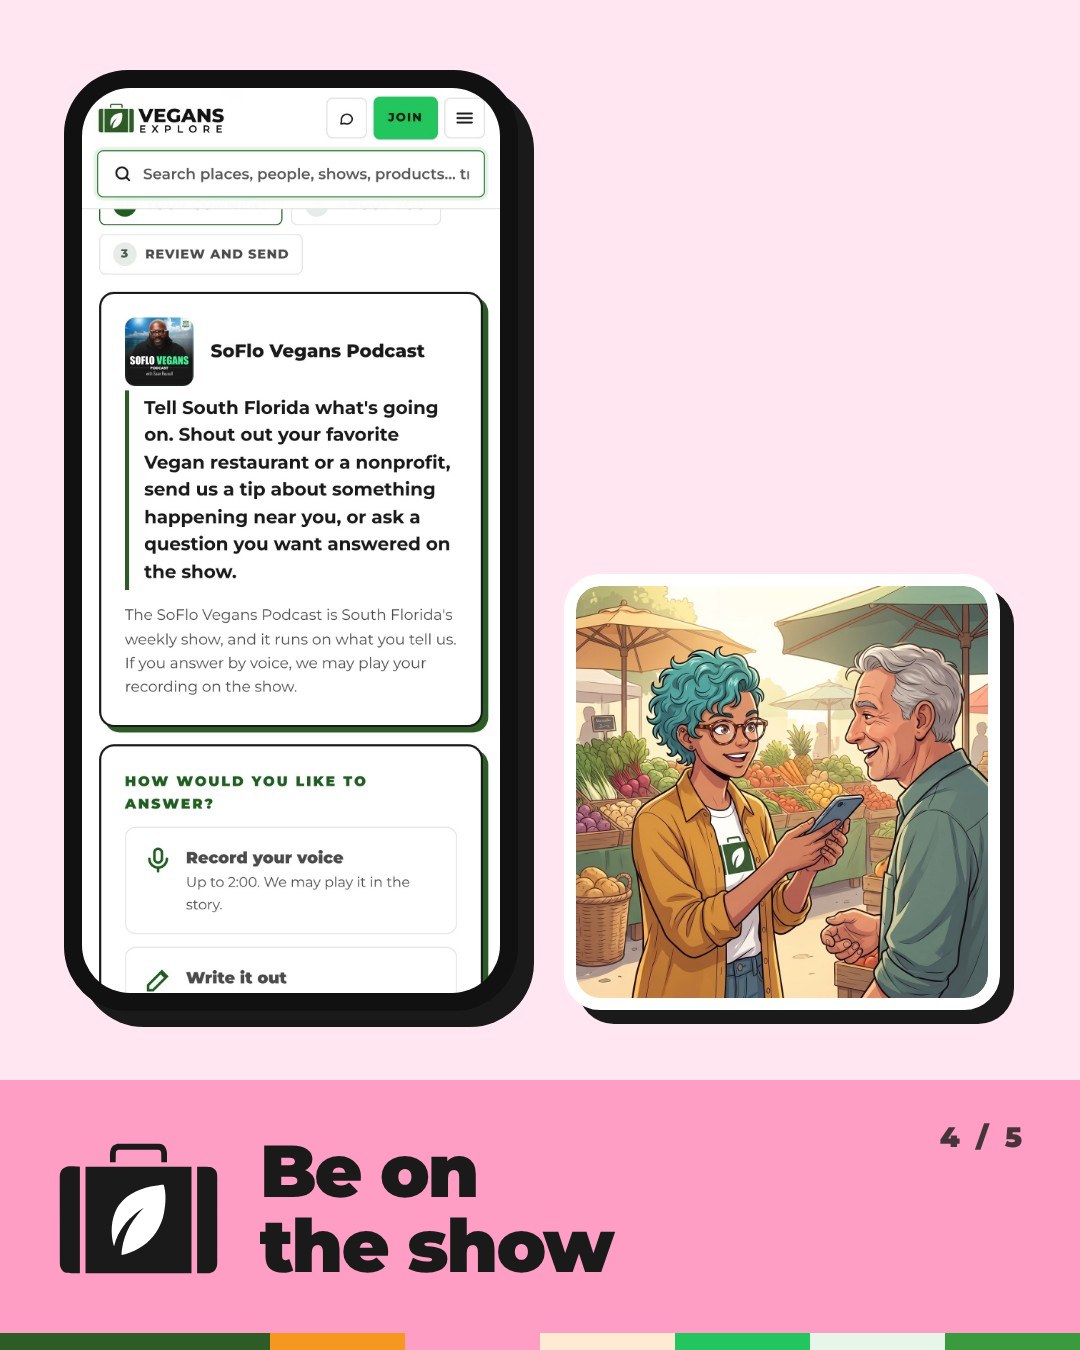 VEGANS
EXPLORE
JOIN
Search places, people, shows, products... tr
3 REVIEW AND SEND
SOFLO VEGANS
PODCAST
SoFlo Vegans Podcast
Tell South Florida what's going
on. Shout out your favorite
Vegan restaurant or a nonprofit,
send us a tip about something
happening near you, or ask a
question you want answered on
the show.
The SoFlo Vegans Podcast is South Florida's
weekly show, and it runs on what you tell us.
If you answer by voice, we may play your
recording on the show.
HOW WOULD YOU LIKE TO
ANSWER?
Record your voice
Up to 2:00. We may play it in the
story.
Write it out
4 / 5
Be on
the show